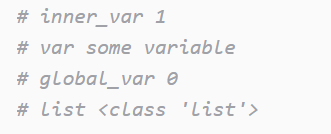 # inner_var 1
# var some variable
# global_var 0
# list <class 'list'>